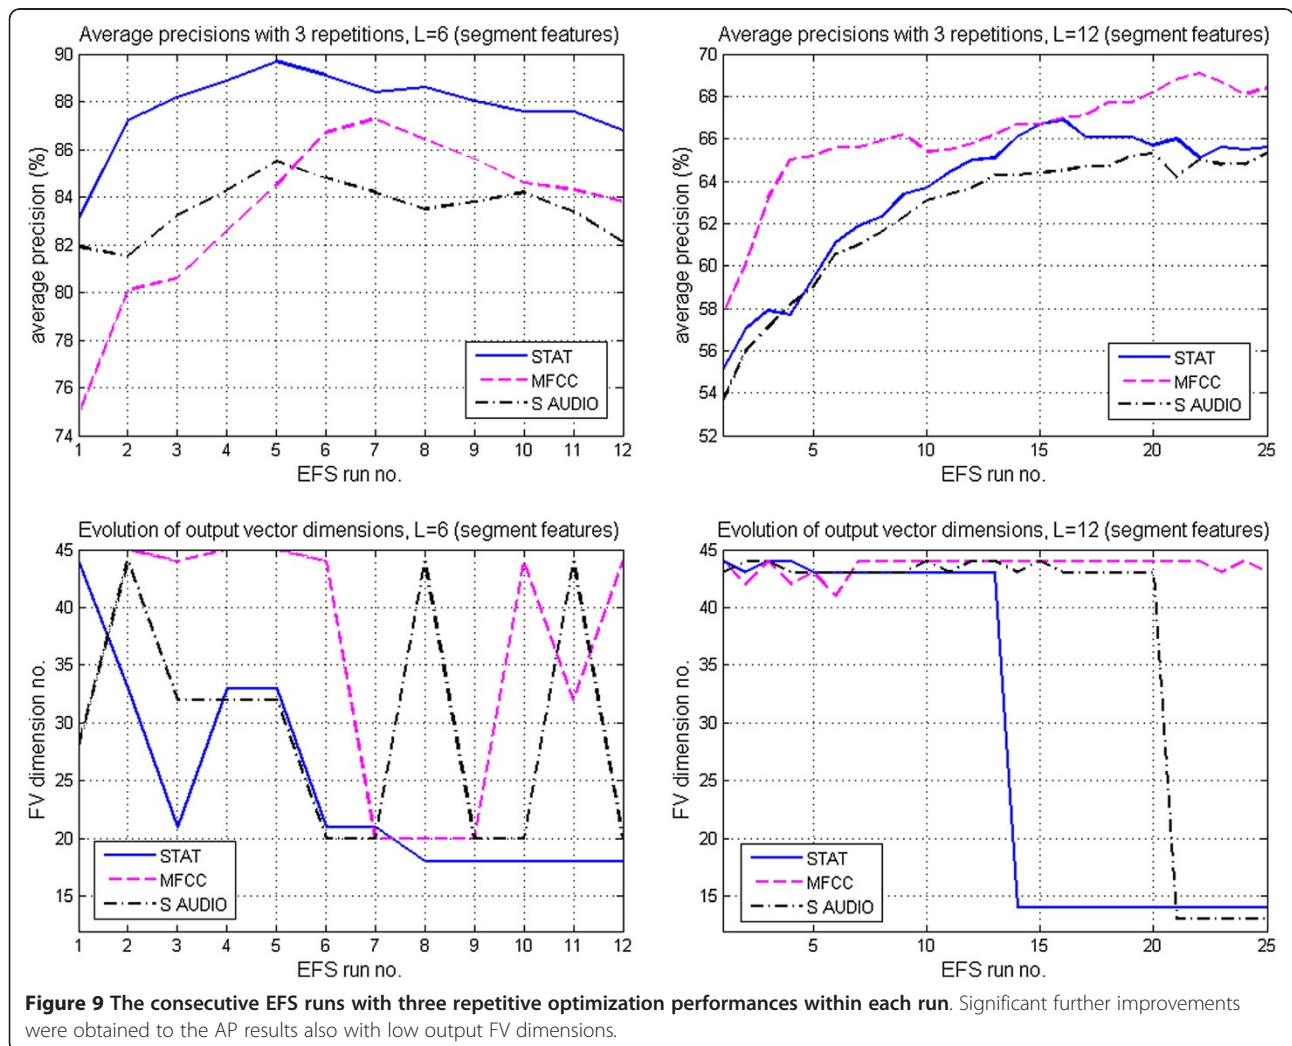 Average precisions with 3 repetitions, L=6 (segment features)
90
88
86
84
82
80
78
76
74
average precision (%)
1 2 3 4 5 6 7 8 9 10 11 12
EFS run no.
STAT
MFCC
S AUDIO
Average precisions with 3 repetitions, L=12 (segment features)
70
68
66
64
62
60
58
56
54
52
average precision (%)
5 10 15 20 25
EFS run no.
STAT
MFCC
S AUDIO
Evolution of output vector dimensions, L=6 (segment features)
45
40
35
30
25
20
15
FV dimension no.
1 2 3 4 5 6 7 8 9 10 11 12
EFS run no.
STAT
MFCC
S AUDIO
Evolution of output vector dimensions, L=12 (segment features)
45
40
35
30
25
20
15
FV dimension no.
5 10 15 20 25
EFS run no.
STAT
MFCC
S AUDIO
Figure 9 The consecutive EFS runs with three repetitive optimization performances within each run. Significant further improvements
were obtained to the AP results also with low output FV dimensions.